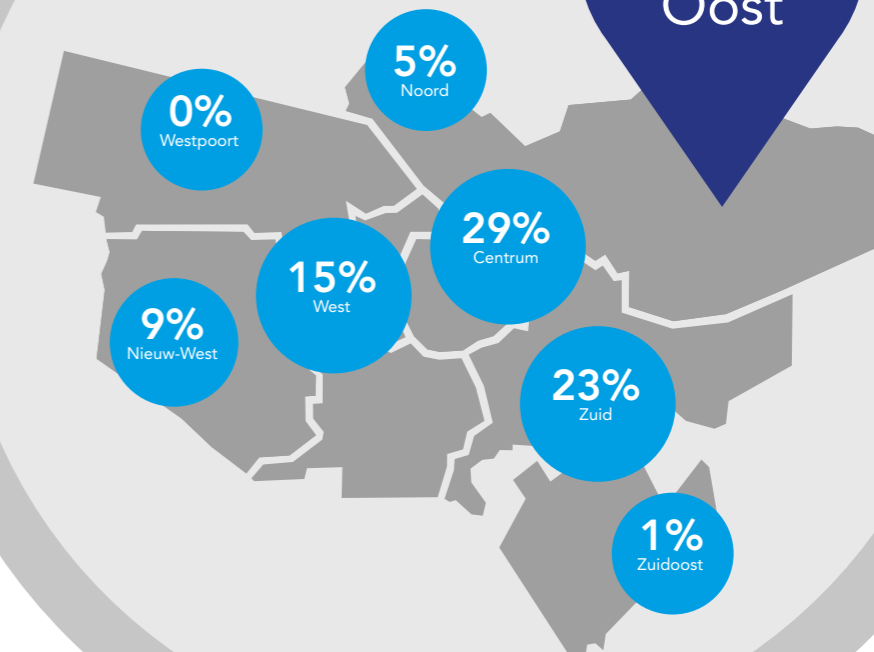 Oost
5%
Noord
0%
Westpoort
29%
Centrum
15%
West
9%
Nieuw-West
23%
Zuid
1%
Zuidoost